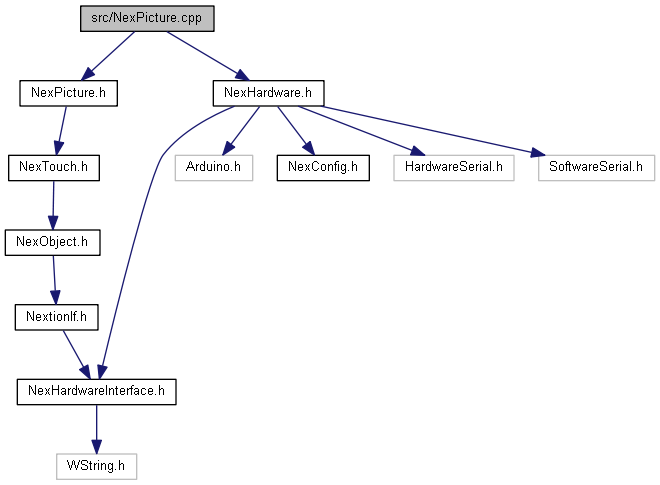 src/NexPicture.cpp
NexPicture.h
NexHardware.h
NexTouch.h
Arduino.h
NexConfig.h
HardwareSerial.h
SoftwareSerial.h
NexObject.h
NextionIf.h
NexHardwareInterface.h
WString.h